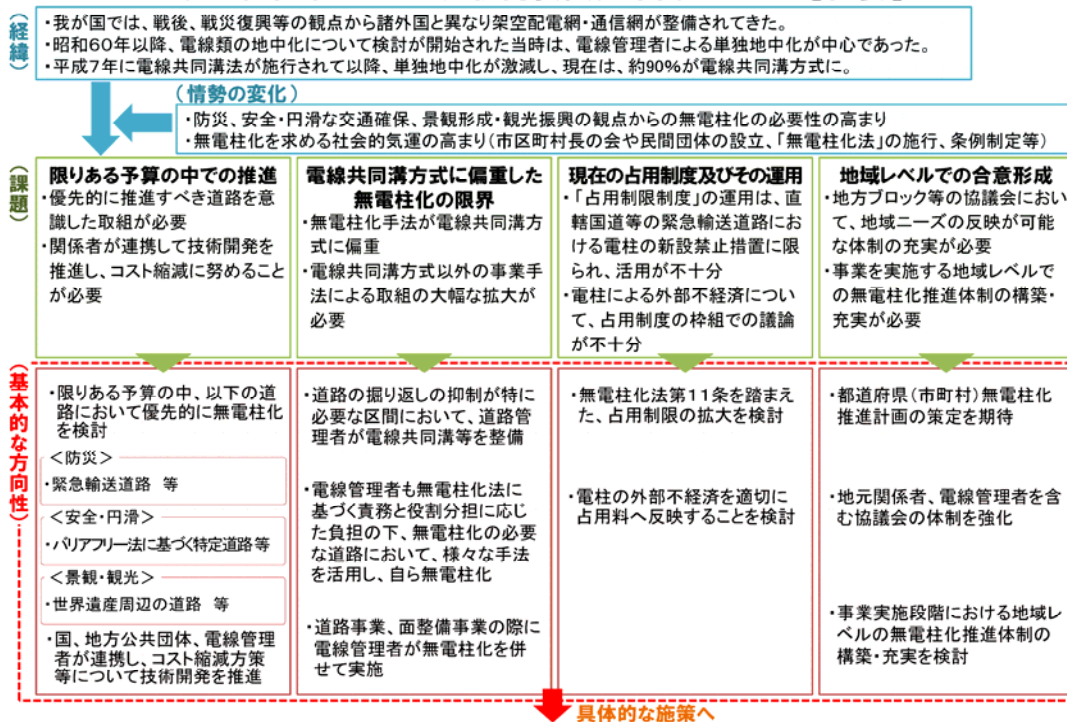 (経緯)
・我が国では、戦後、戦災復興等の観点から諸外国と異なり架空配電網・通信網が整備されてきた。
・昭和60年以降、電線類の地中化について検討が開始された当時は、電線管理者による単独地中化が中心であった。
・平成7年に電線共同溝法が施行されて以降、単独地中化が激減し、現在は、約90%が電線共同溝方式に。
(情勢の変化)
・防災、安全・円滑な交通確保、景観形成・観光振興の観点からの無電柱化の必要性の高まり
・無電柱化を求める社会的気運の高まり(市区町村長の会や民間団体の設立、「無電柱化法」の施行、条例制定等)
(課題)
限りある予算の中での推進
・優先的に推進すべき道路を意
識した取組が必要
・関係者が連携して技術開発を
推進し、コスト縮減に努めること
が必要
電線共同溝方式に偏重した
無電柱化の限界
・無電柱化手法が電線共同溝方
式に偏重
・電線共同溝方式以外の事業手
法による取組の大幅な拡大が
必要
現在の占用制度及びその運用
・「占用制限制度」の運用は、直
轄国道等の緊急輸送道路にお
ける電柱の新設禁止措置に限
られ、活用が不十分
・電柱による外部不経済につい
て、占用制度の枠組での議論
が不十分
地域レベルでの合意形成
・地方ブロック等の協議会におい
て、地域ニーズの反映が可能
な体制の充実が必要
・事業を実施する地域レベルで
の無電柱化推進体制の構築・
充実が必要
(基本的な方向性)
・限りある予算の中、以下の道
路において優先的に無電柱化
を検討
<防災>
・緊急輸送道路 等
<安全・円滑>
・バリアフリー法に基づく特定道路等
<景観・観光>
・世界遺産周辺の道路 等
・国、地方公共団体、電線管理
者が連携し、コスト縮減方策
等について技術開発を推進
・道路の掘り返しの抑制が特に
必要な区間において、道路管
理者が電線共同溝等を整備
・電線管理者も無電柱化法に
基づく責務と役割分担に応じ
た負担の下、無電柱化の必要
な道路において、様々な手法
を活用し、自ら無電柱化
・道路事業、面整備事業の際に
電線管理者が無電柱化を併
せて実施
・無電柱化法第11条を踏まえ
た、占用制限の拡大を検討
・電柱の外部不経済を適切に
占用料へ反映することを検討
・都道府県(市町村)無電柱化
推進計画の策定を期待
・地元関係者、電線管理者を含
む協議会の体制を強化
・事業実施段階における地域レ
ベルの無電柱化推進体制の
構築・充実を検討
具体的な施策へ